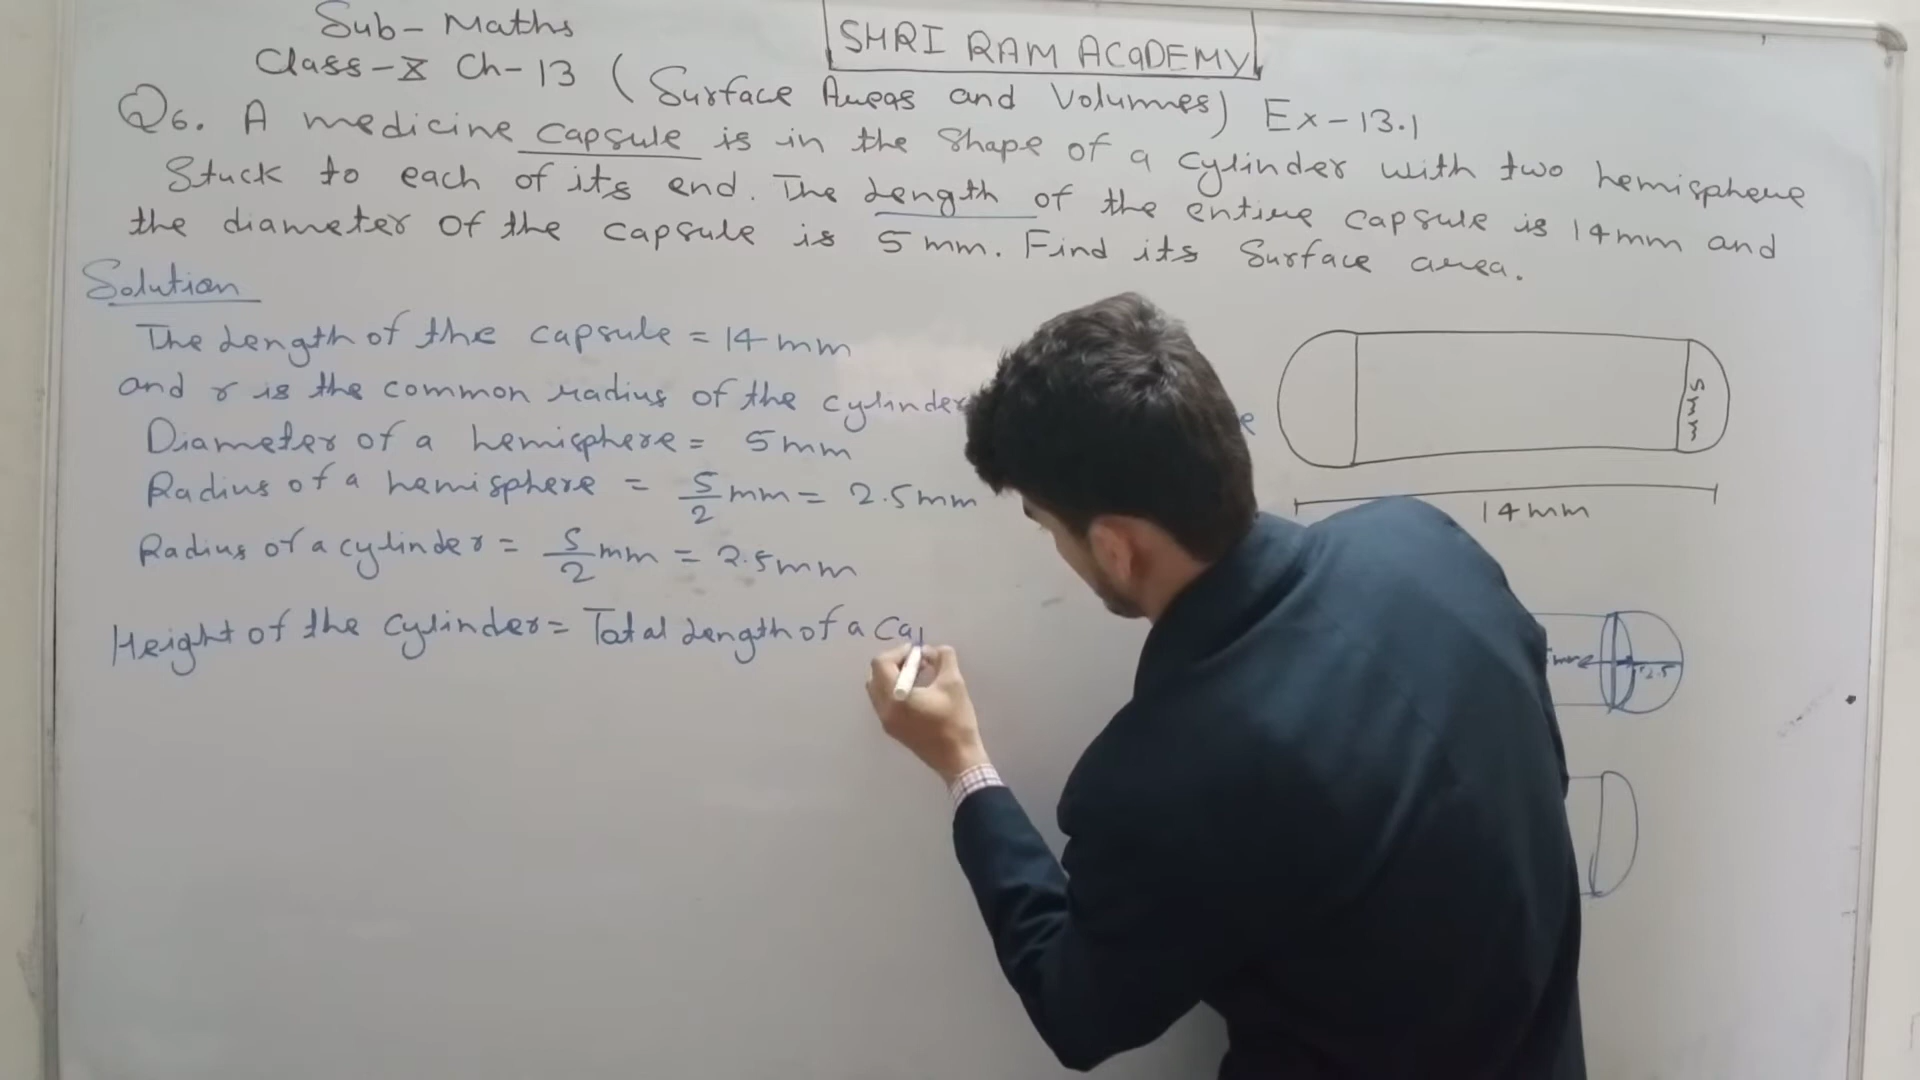 Sub- Maths
SHRI RAM ACADEMY
Class-X Ch-13 (Surface Areas and Volumes) Ex-13.1
Q6. A medicine capsule is in the Shape of a cylinder with two hemisphere
Stuck to each of its end. The Length of the entire capsule is 14mm and
the diameter of the capsule is 5mm. Find its Surface area.
Solution
The Length of the capsule = 14mm
and r is the common radius of the cylinder
Diameter of a hemisphere = 5mm
Radius of a hemisphere = 5/2 mm = 2.5mm
Radius of a cylinder = 5/2 mm = 2.5mm
Height of the Cylinder = Total Length of a Ca
5mm
14mm
2.5